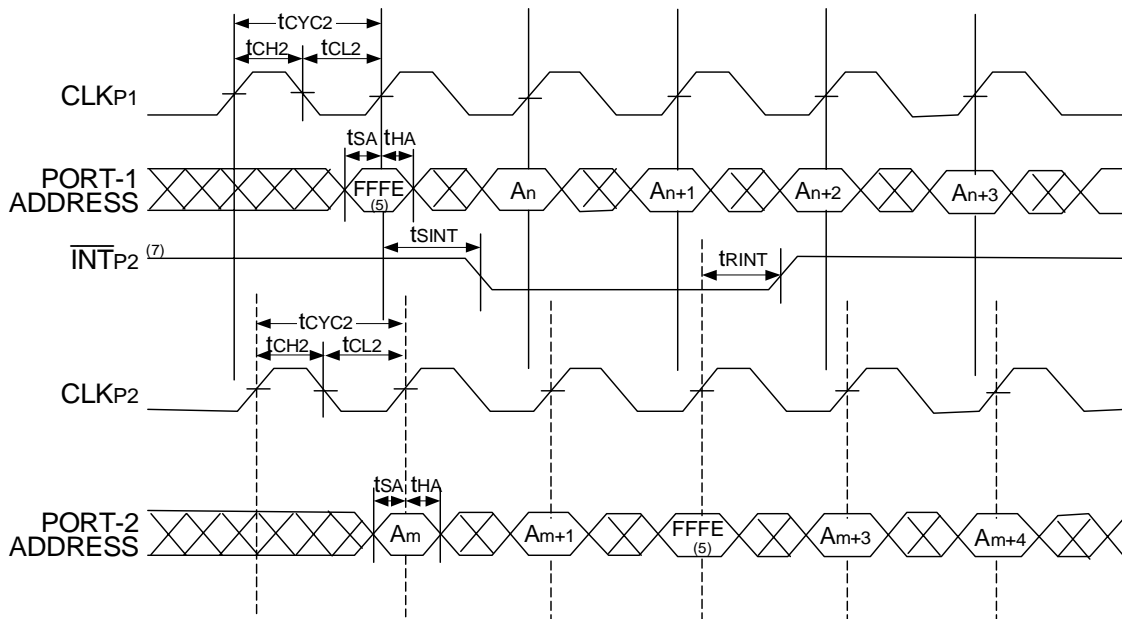 tCYC2
tCH2 tCL2
CLKP1
tSA tHA
PORT-1 ADDRESS
FFFE (5) An An+1 An+2 An+3
tSINT
INTP2 (7)
tRINT
tCYC2
tCH2 tCL2
CLKP2
tSA tHA
PORT-2 ADDRESS
Am Am+1 FFFE (5) Am+3 Am+4